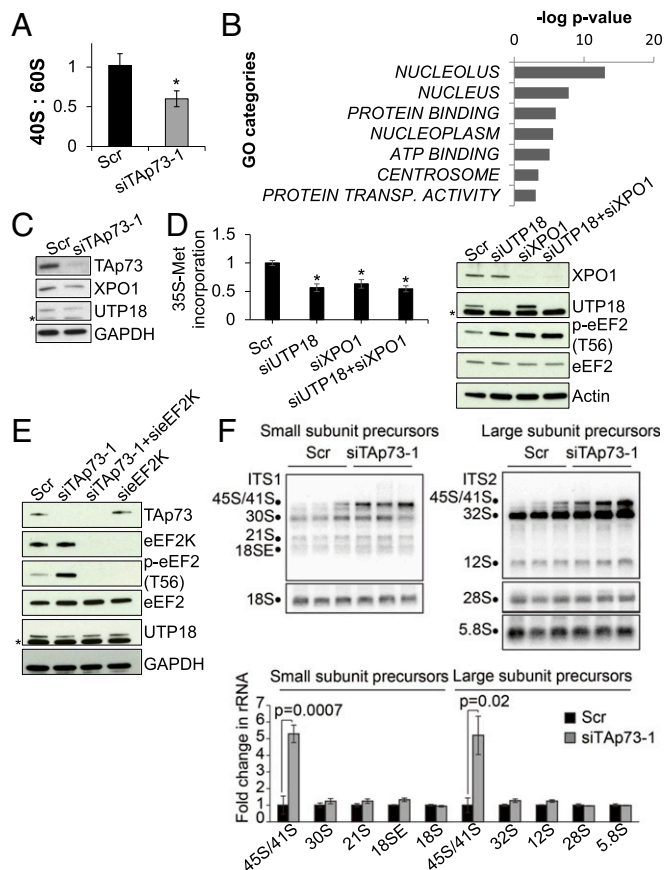 A
40S : 60S
1
0.5
0
*
Scr
siTAp73-1
B
-log p-value
0 10 20
GO categories
NUCLEOLUS
NUCLEUS
PROTEIN BINDING
NUCLEOPLASM
ATP BINDING
CENTROSOME
PROTEIN TRANSP. ACTIVITY
C
Scr
siTAp73-1
TAp73
XPO1
UTP18
*
GAPDH
D
35S-Met
incorporation
1.5
1
0.5
0
* * *
Scr
siUTP18
siXPO1
siUTP18+siXPO1
Scr
siUTP18
siXPO1
siUTP18+siXPO1
XPO1
UTP18
*
p-eEF2
(T56)
eEF2
Actin
E
Scr
siTAp73-1
siTAp73-1+sieEF2K
sieEF2K
TAp73
eEF2K
p-eEF2
(T56)
eEF2
UTP18
*
GAPDH
F
Small subunit precursors
Scr siTAp73-1
ITS1
45S/41S
30S
21S
18SE
18S
Large subunit precursors
Scr siTAp73-1
ITS2
45S/41S
32S
12S
28S
5.8S
Small subunit precursors Large subunit precursors
Fold change in rRNA
7
6
5
4
3
2
1
0
p=0.0007
p=0.02
Scr
siTAp73-1
45S/41S
30S
21S
18SE
18S
45S/41S
32S
12S
28S
5.8S